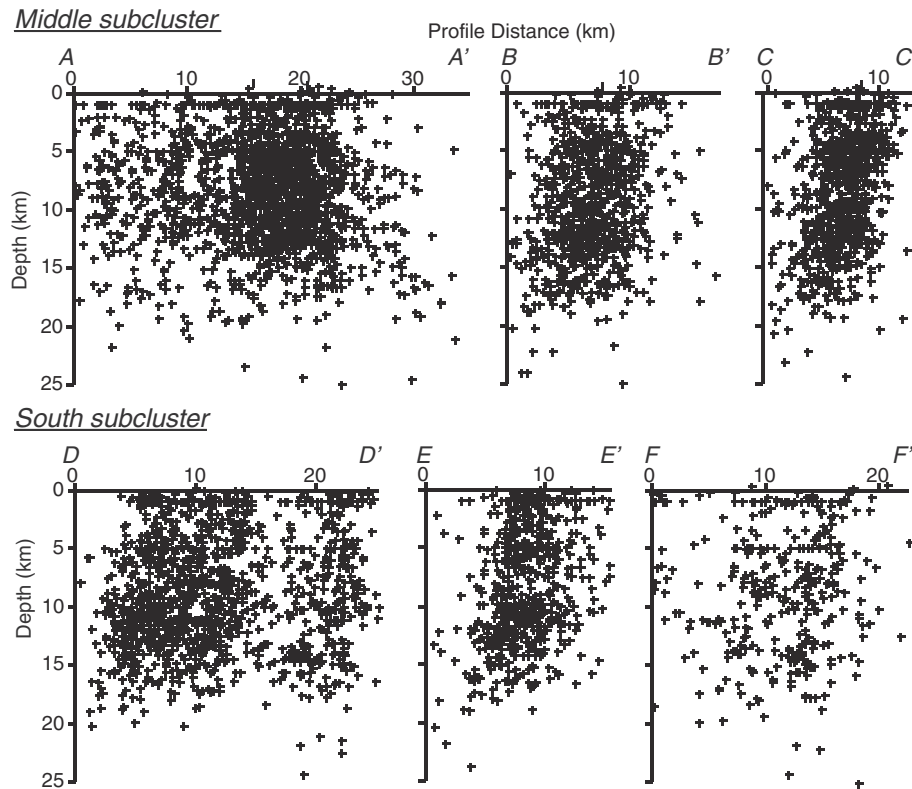 Middle subcluster
Profile Distance (km)
A A' B B' C C
0 10 20 30 0 10 0 10
0
5
10
15
20
25
Depth (km)
South subcluster
D D' E E' F F'
0 10 20 0 10 0 10 20
0
5
10
15
20
25
Depth (km)